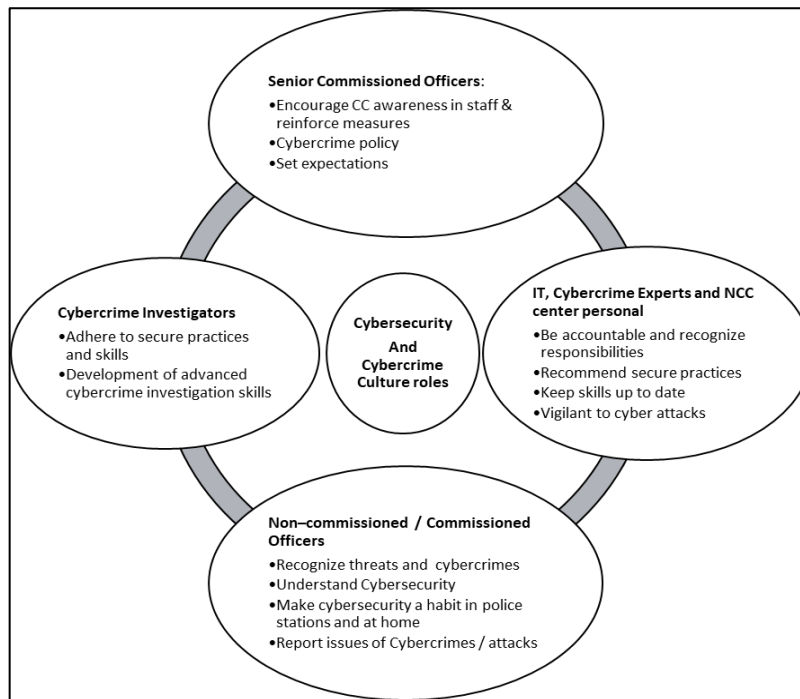 Senior Commissioned Officers:
•Encourage CC awareness in staff &
reinforce measures
•Cybercrime policy
•Set expectations
Cybercrime Investigators
•Adhere to secure practices
and skills
•Development of advanced
cybercrime investigation skills
Cybersecurity
And
Cybercrime
Culture roles
IT, Cybercrime Experts and NCC
center personal
•Be accountable and recognize
responsibilities
•Recommend secure practices
•Keep skills up to date
•Vigilant to cyber attacks
Non–commissioned / Commissioned
Officers
•Recognize threats and cybercrimes
•Understand Cybersecurity
•Make cybersecurity a habit in police
stations and at home
•Report issues of Cybercrimes / attacks